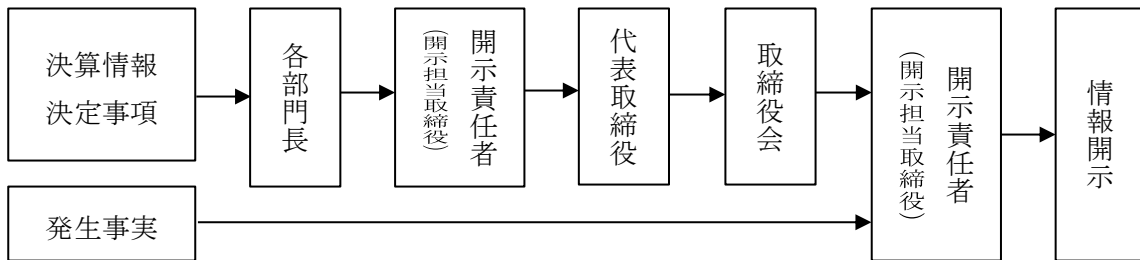 決算情報
決定事項
各部門長
開示責任者
(開示担当取締役)
代表取締役
取締役会
開示責任者
(開示担当取締役)
情報開示
発生事実